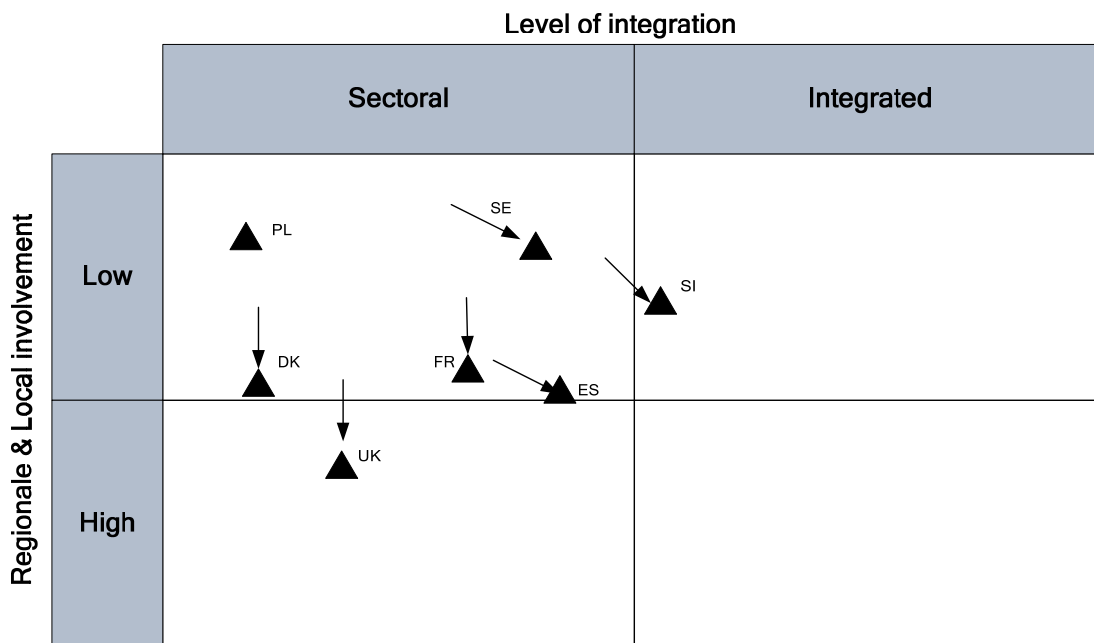 Level of integration
Sectoral
Integrated
Regionale & Local involvement
Low
High
PL
SE
SI
DK
FR
ES
UK